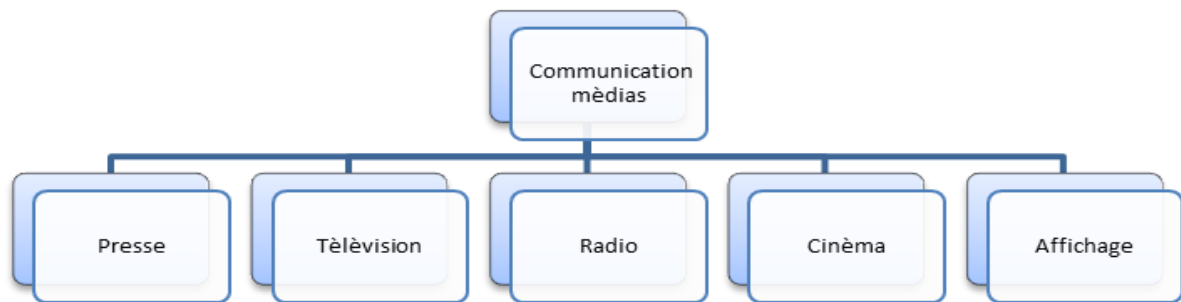 Communication
mèdias
Presse
Tèlèvision
Radio
Cinèma
Affichage